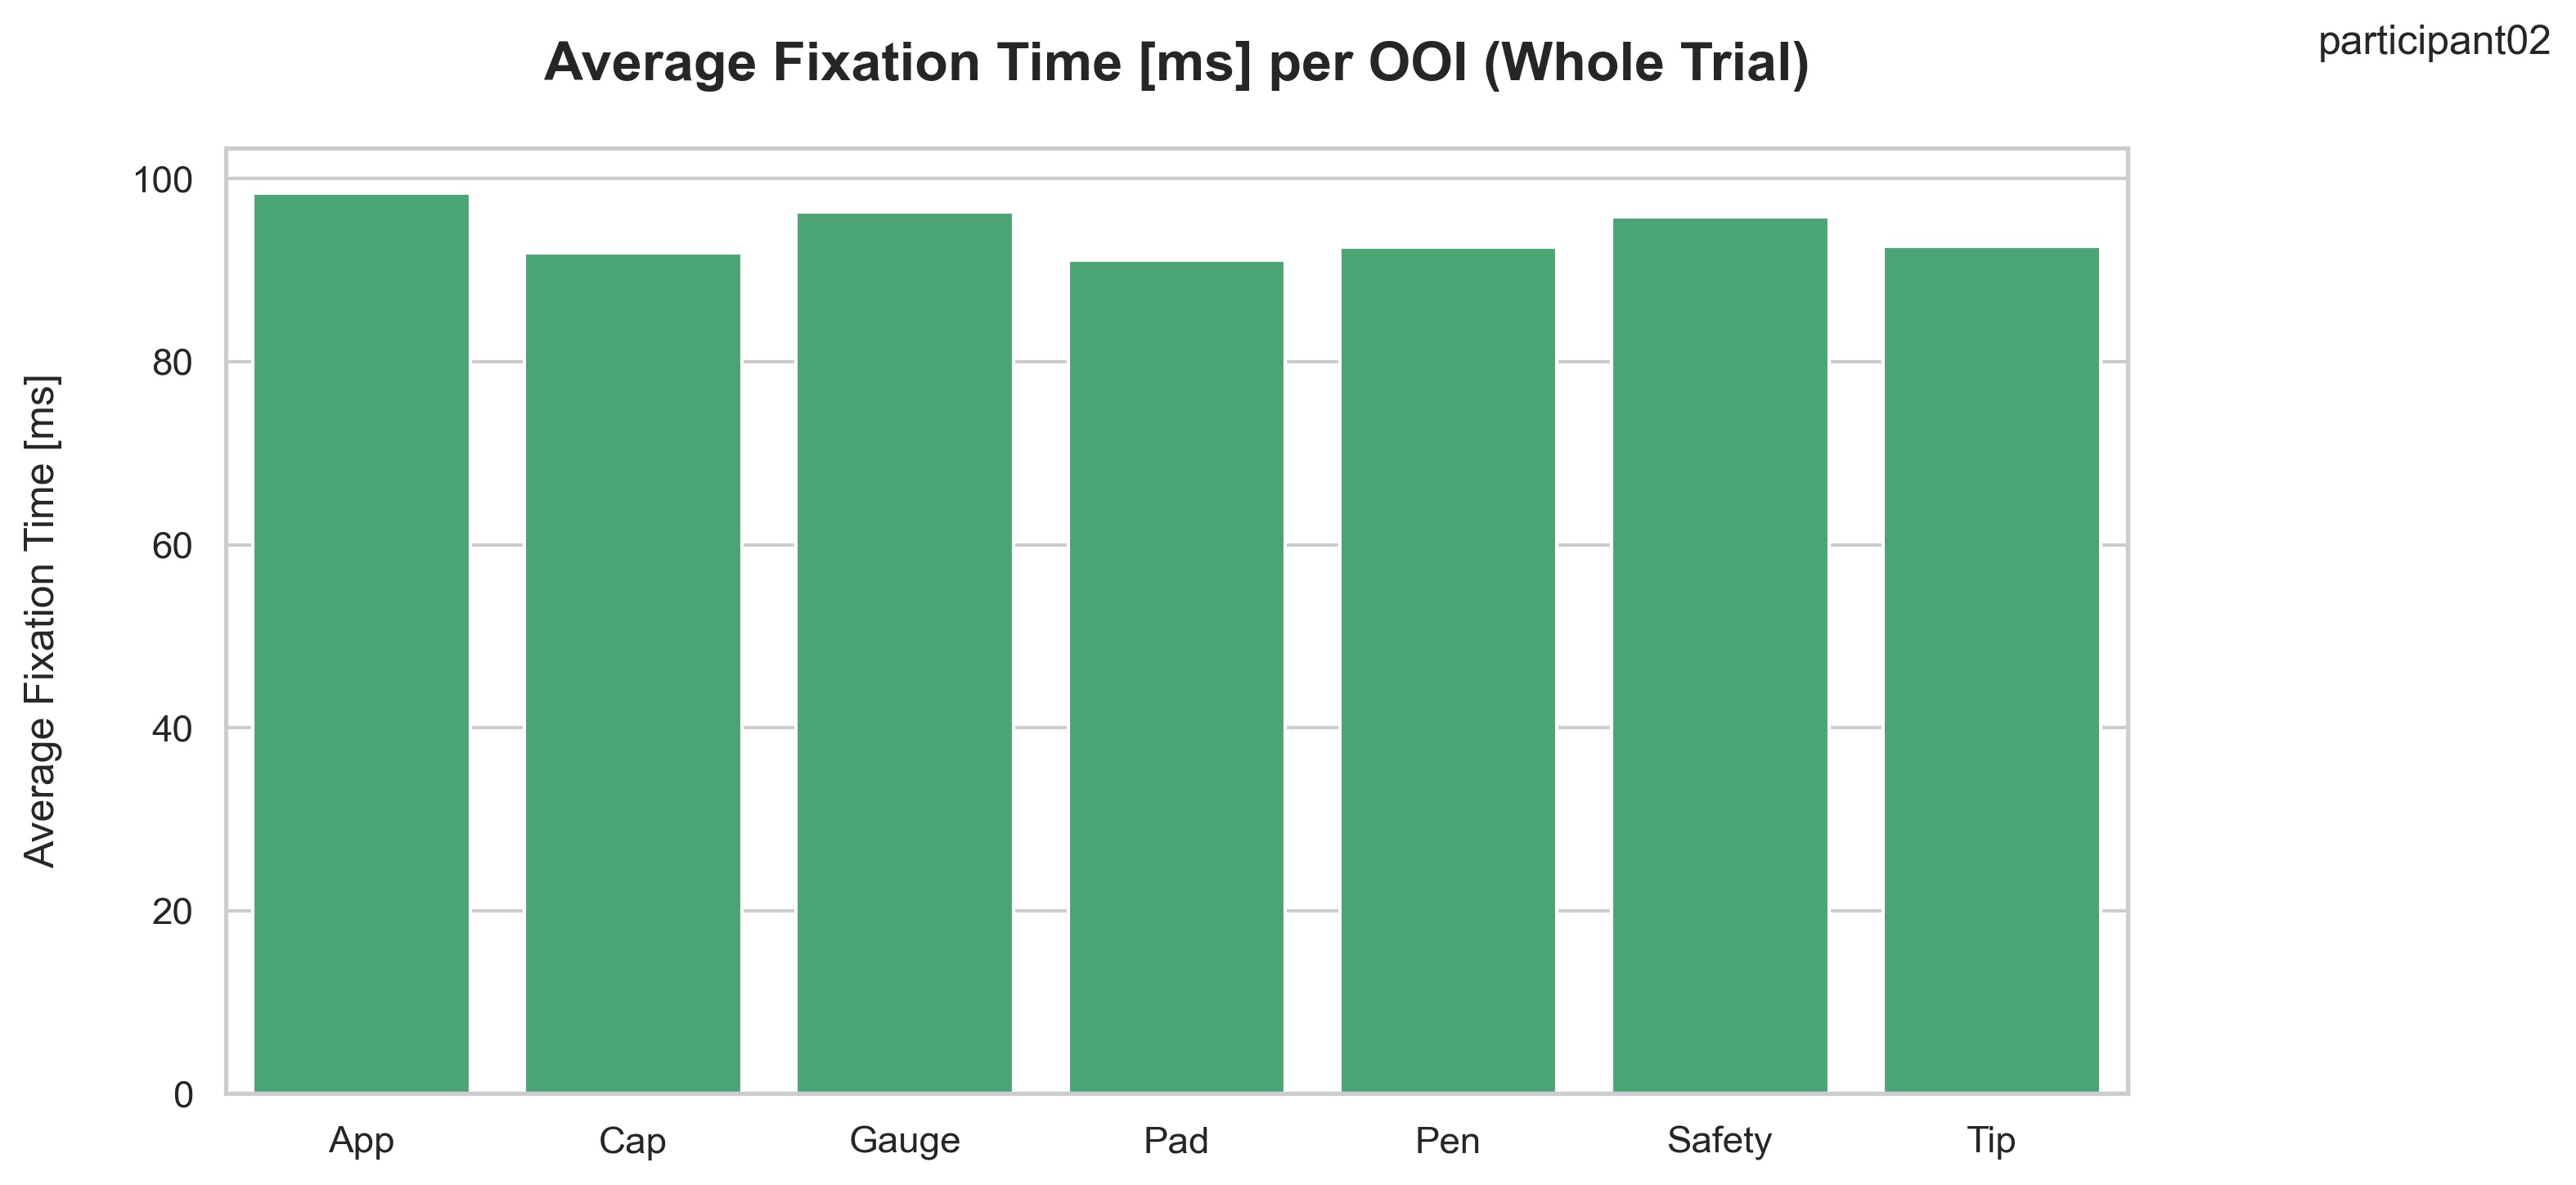 participant02
Average Fixation Time [ms] per OOI (Whole Trial)
Average Fixation Time [ms]
100
80
60
40
20
0
App Cap Gauge Pad Pen Safety Tip